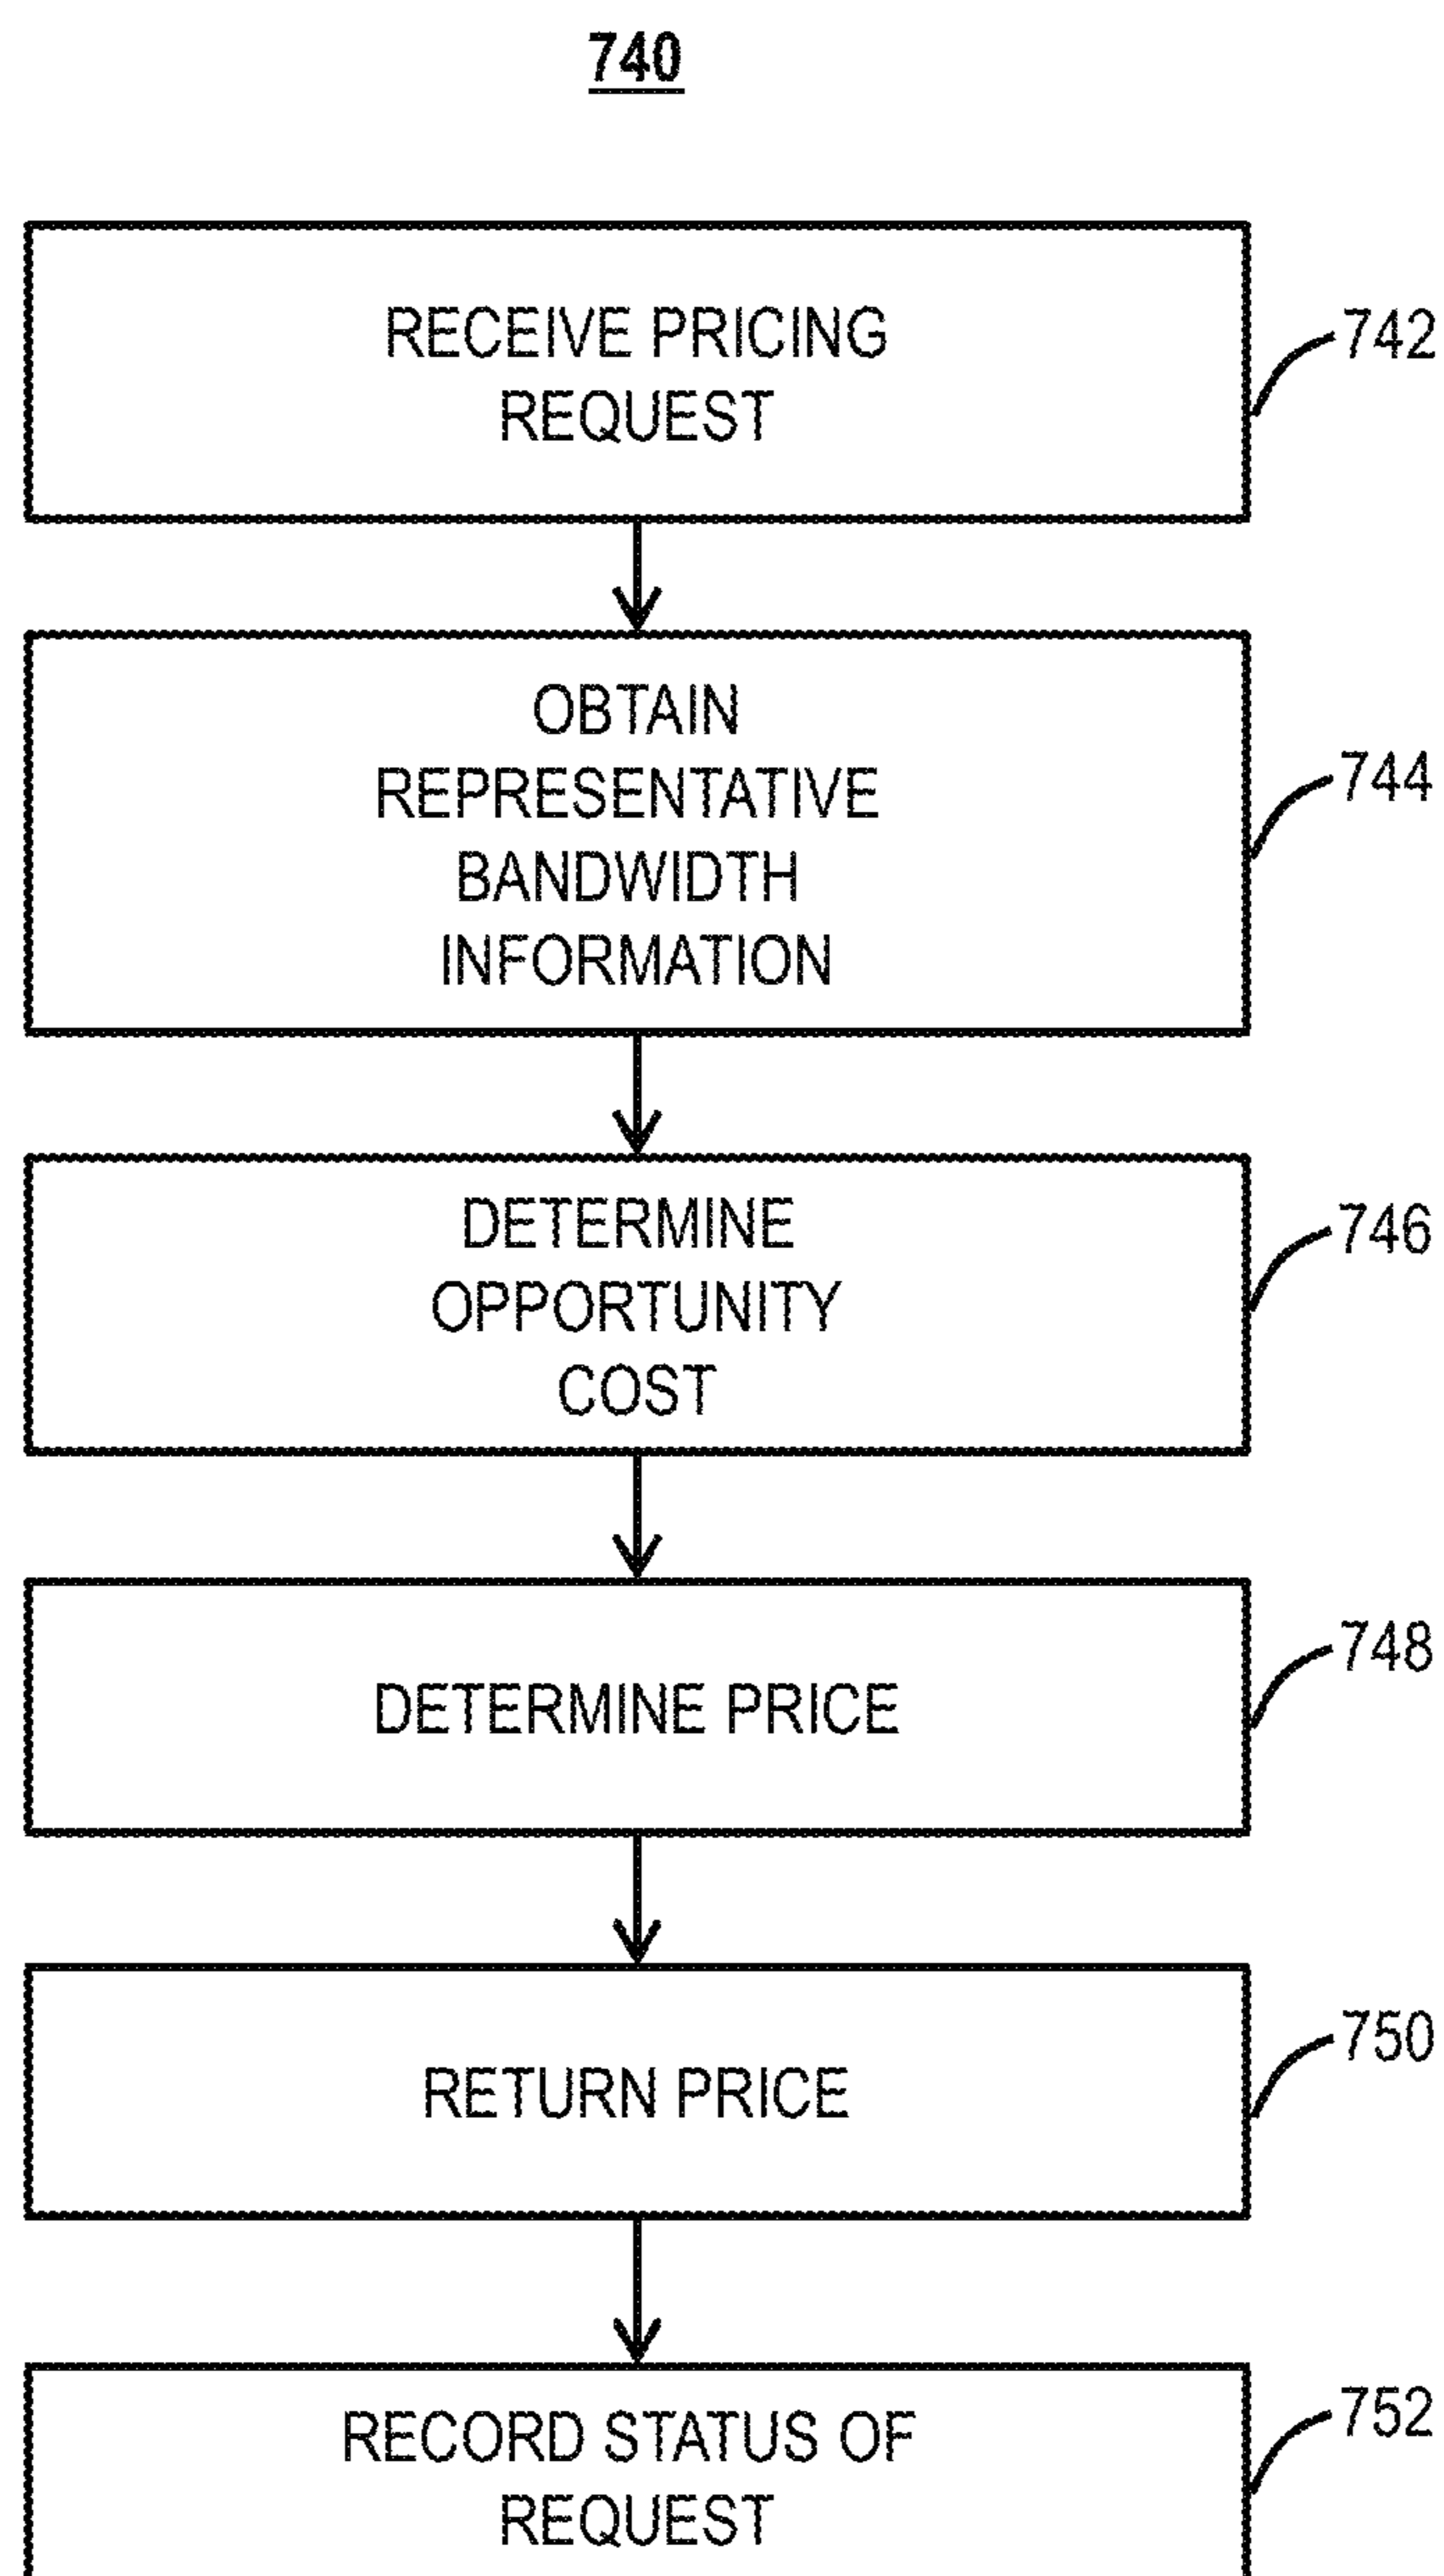 740
RECEIVE PRICING
REQUEST
742
OBTAIN
REPRESENTATIVE
BANDWIDTH
INFORMATION
744
DETERMINE
OPPORTUNITY
COST
746
DETERMINE PRICE
748
RETURN PRICE
750
RECORD STATUS OF
REQUEST
752